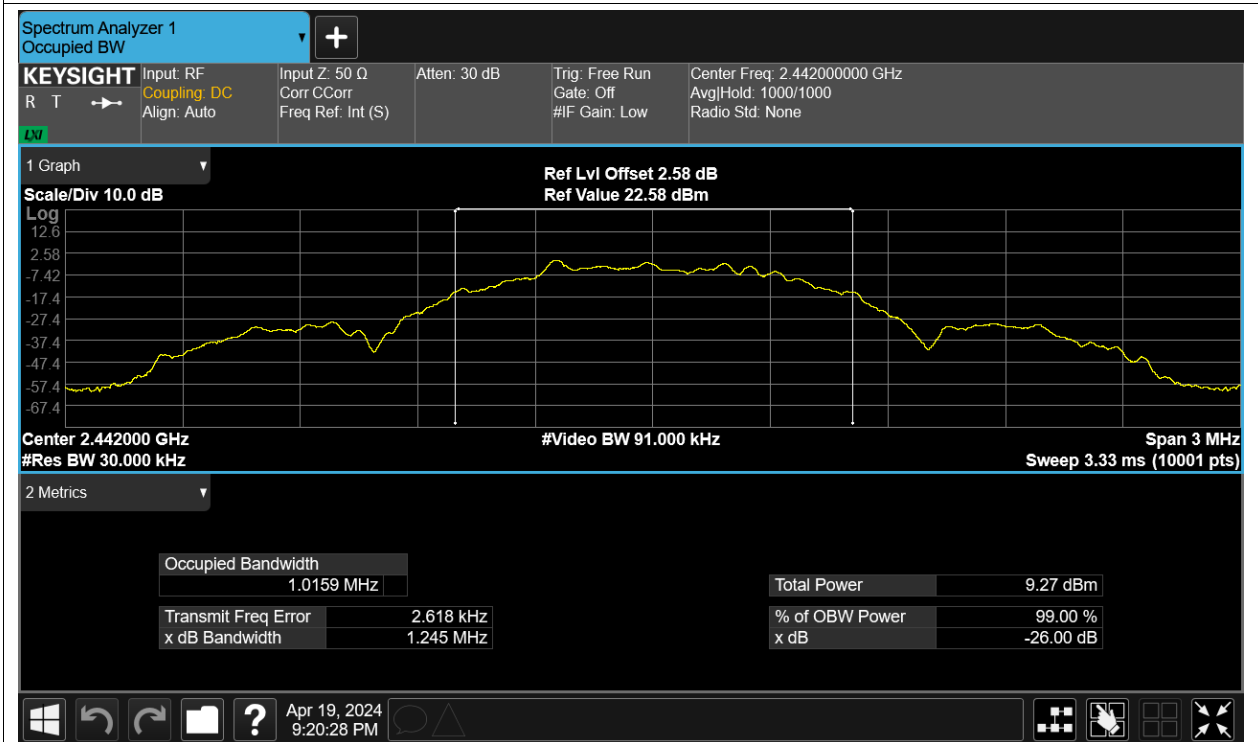 Spectrum Analyzer 1
Occupied BW
KEYSIGHT
R T
LXI
Input: RF
Coupling: DC
Align: Auto
Input Z: 50 Ω
Corr CCorr
Freq Ref: Int (S)
Atten: 30 dB
Trig: Free Run
Gate: Off
#IF Gain: Low
Center Freq: 2.442000000 GHz
Avg|Hold: 1000/1000
Radio Std: None
1 Graph
Scale/Div 10.0 dB
Ref Lvl Offset 2.58 dB
Ref Value 22.58 dBm
Log
12.6
2.58
-7.42
-17.4
-27.4
-37.4
-47.4
-57.4
-67.4
Center 2.442000 GHz
#Video BW 91.000 kHz
Span 3 MHz
#Res BW 30.000 kHz
Sweep 3.33 ms (10001 pts)
2 Metrics
Occupied Bandwidth
1.0159 MHz
Total Power 9.27 dBm
Transmit Freq Error 2.618 kHz
% of OBW Power 99.00 %
x dB Bandwidth 1.245 MHz
x dB -26.00 dB
?
Apr 19, 2024
9:20:28 PM